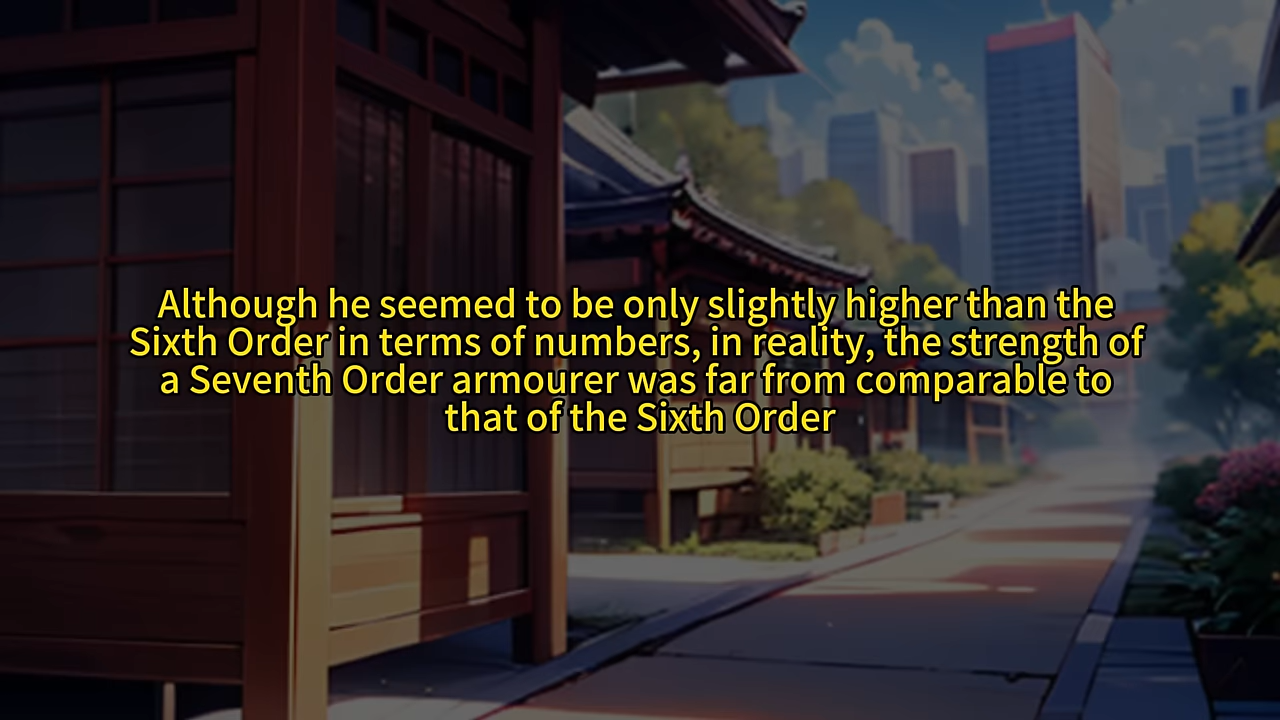 Although he seemed to be only slightly higher than the
Sixth Order in terms of numbers, in reality, the strength of
a Seventh Order armourer was far from comparable to
that of the Sixth Order